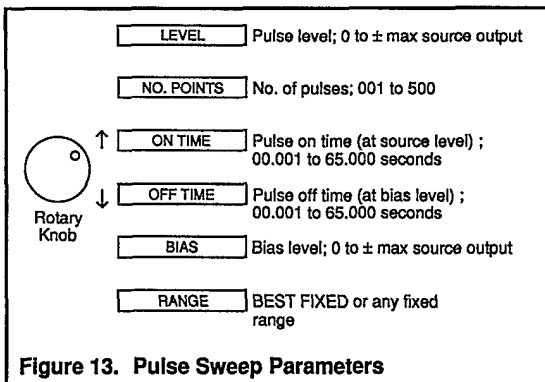 LEVEL Pulse level; 0 to ± max source output
NO. POINTS No. of pulses; 001 to 500
↑ ON TIME Pulse on time (at source level) ;
00.001 to 65.000 seconds
↓ OFF TIME Pulse off time (at bias level) ;
00.001 to 65.000 seconds
Rotary
Knob
BIAS Bias level; 0 to ± max source output
RANGE BEST FIXED or any fixed
range
Figure 13. Pulse Sweep Parameters